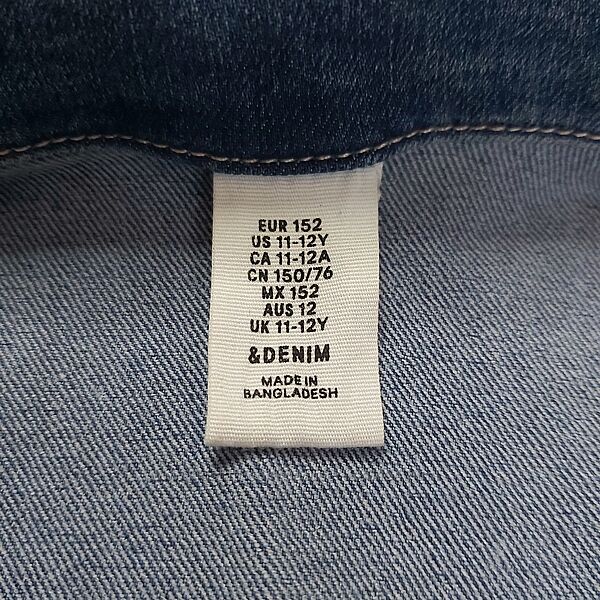 EUR 152
US 11-12Y
CA 11-12A
CN 150/76
MX 152
AUS 12
UK 11-12Y
&DENIM
MADE IN
BANGLADESH